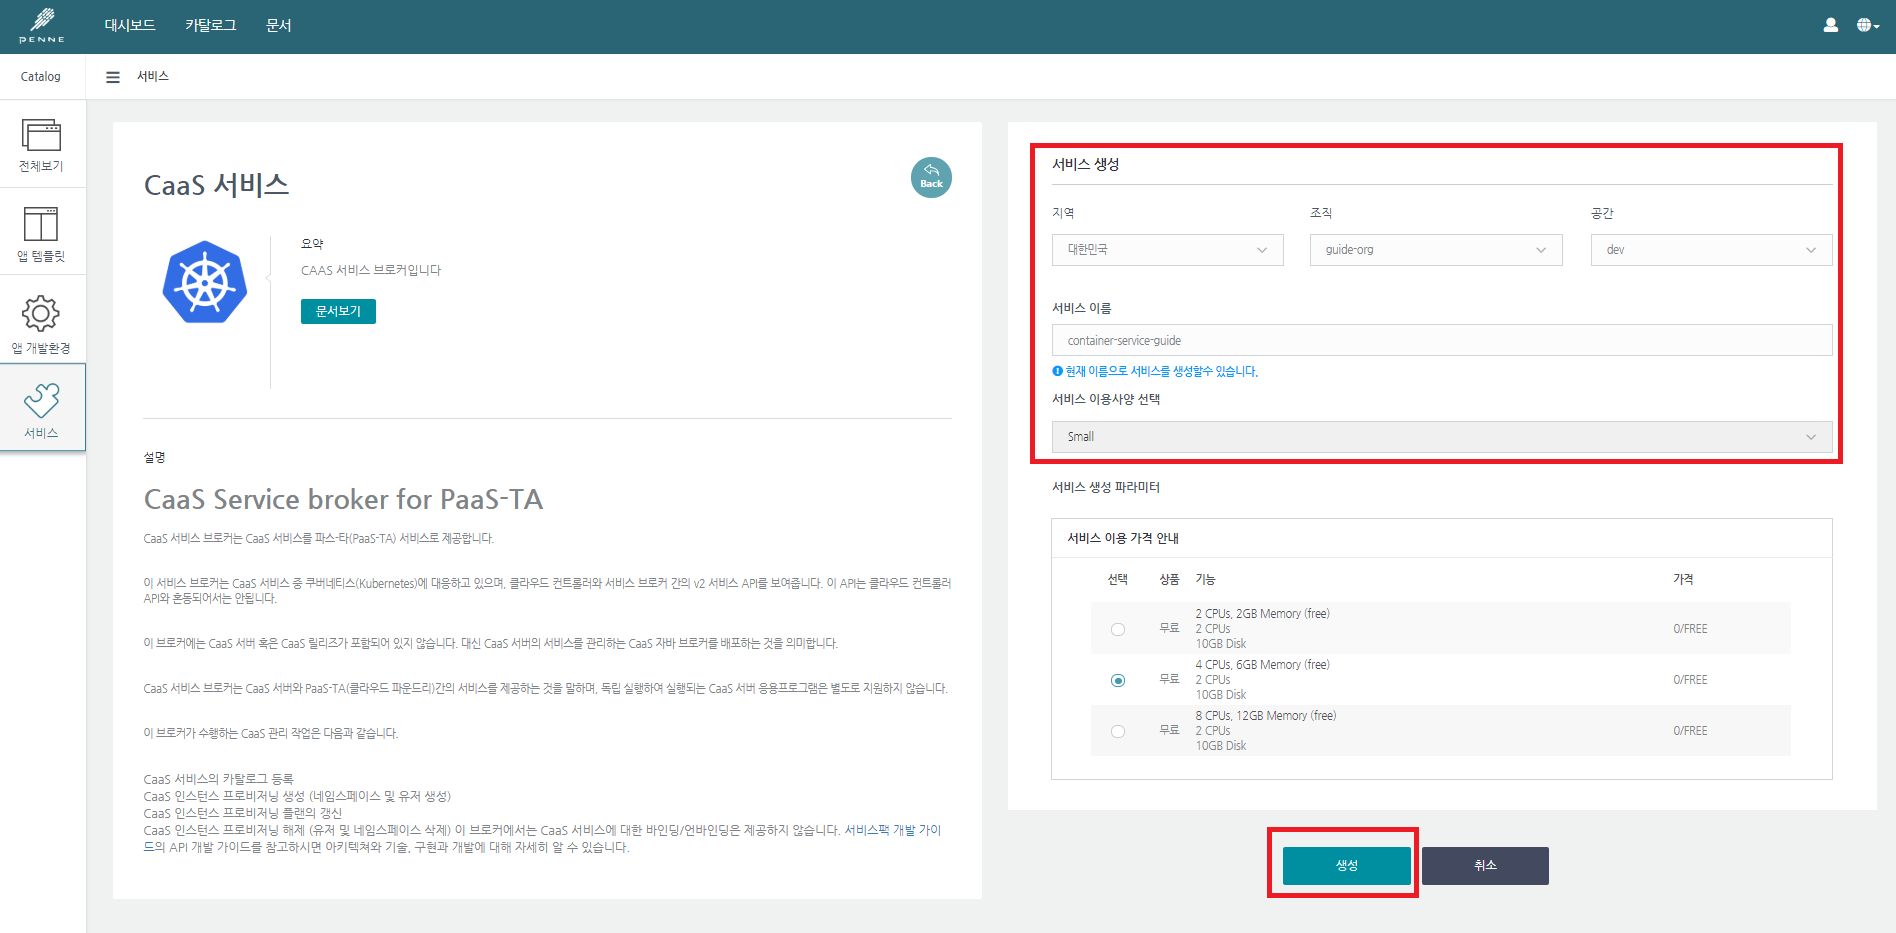 PENNE
대시보드
카탈로그
문서
Catalog
서비스
전체보기
앱 템플릿
앱 개발환경
서비스
CaaS 서비스
Back
요약
CAAS 서비스 브로커입니다
문서보기
설명
CaaS Service broker for PaaS-TA
CaaS 서비스 브로커는 CaaS 서비스를 파스-타(PaaS-TA) 서비스로 제공합니다.
이 서비스 브로커는 CaaS 서비스 중 쿠버네티스(Kubernetes)에 대응하고 있으며, 클라우드 컨트롤러와 서비스 브로커 간의 v2 서비스 API를 보여줍니다. 이 API는 클라우드 컨트롤러
API와 혼동되어서는 안됩니다.
이 브로커에는 CaaS 서버 혹은 CaaS 릴리즈가 포함되어 있지 않습니다. 대신 CaaS 서버의 서비스를 관리하는 CaaS 자바 브로커를 배포하는 것을 의미합니다.
CaaS 서비스 브로커는 CaaS 서버와 PaaS-TA(클라우드 파운드리)간의 서비스를 제공하는 것을 말하며, 독립 실행하여 실행되는 CaaS 서버 응용프로그램은 별도로 지원하지 않습니다.
이 브로커가 수행하는 CaaS 관리 작업은 다음과 같습니다.
CaaS 서비스의 카탈로그 등록
CaaS 인스턴스 프로비저닝 생성 (네임스페이스 및 유저 생성)
CaaS 인스턴스 프로비저닝 플랜의 갱신
CaaS 인스턴스 프로비저닝 해제 (유저 및 네임스페이스 삭제) 이 브로커에서는 CaaS 서비스에 대한 바인딩/언바인딩은 제공하지 않습니다. 서비스팩 개발 가이
드의 API 개발 가이드를 참고하시면 아키텍쳐와 기술, 구현과 개발에 대해 자세히 알 수 있습니다.
서비스 생성
지역
조직
공간
대한민국
guide-org
dev
서비스 이름
container-service-guide
현재 이름으로 서비스를 생성할수 있습니다.
서비스 이용사양 선택
Small
서비스 생성 파라미터
서비스 이용 가격 안내
선택 상품 기능 가격
2 CPUs, 2GB Memory (free)
무료 2 CPUs 0/FREE
10GB Disk
4 CPUs, 6GB Memory (free)
무료 2 CPUs 0/FREE
10GB Disk
8 CPUs, 12GB Memory (free)
무료 2 CPUs 0/FREE
10GB Disk
생성
취소